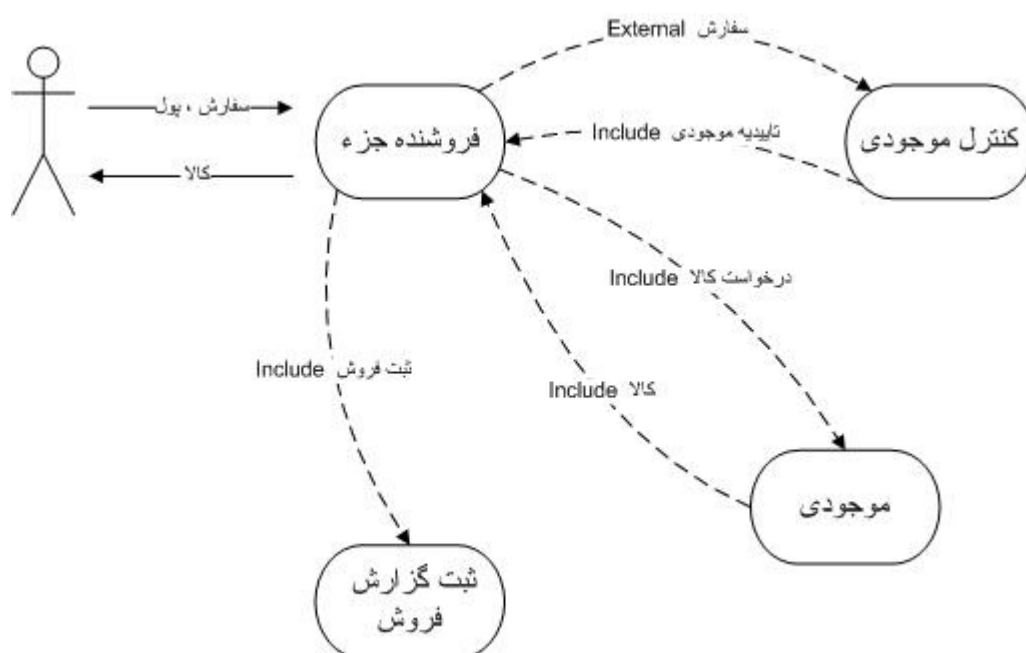 External سفارش
سفارش ، پول
فروشنده جزء
Include تاییدیه موجودی
کنترل موجودی
کالا
Include درخواست کالا
Include ثبت فروش
Include کالا
موجودی
ثبت گزارش
فروش